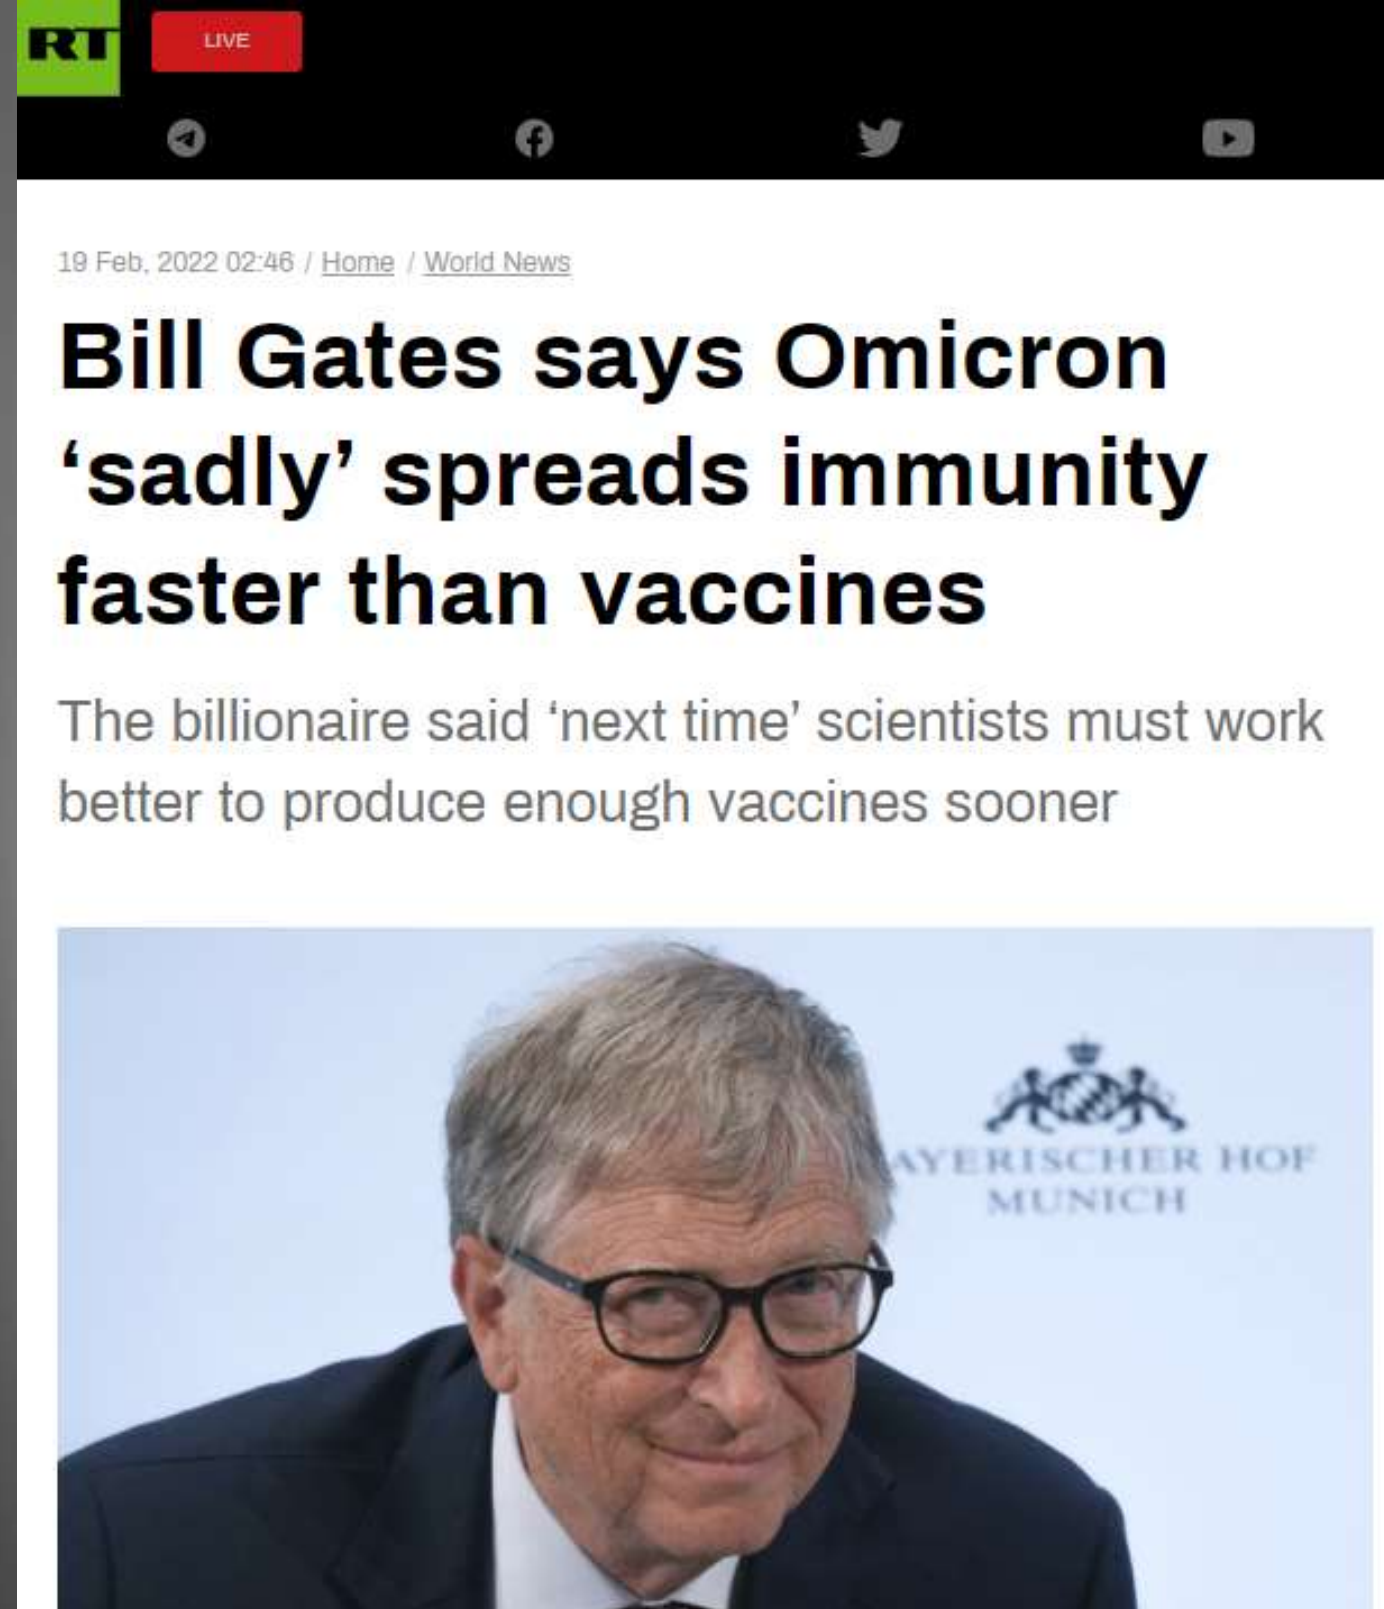 RT
LIVE
19 Feb, 2022 02:46 / Home / World News
Bill Gates says Omicron
‘sadly’ spreads immunity
faster than vaccines
The billionaire said ‘next time’ scientists must work
better to produce enough vaccines sooner
AYERISCHER HOF
MUNICH